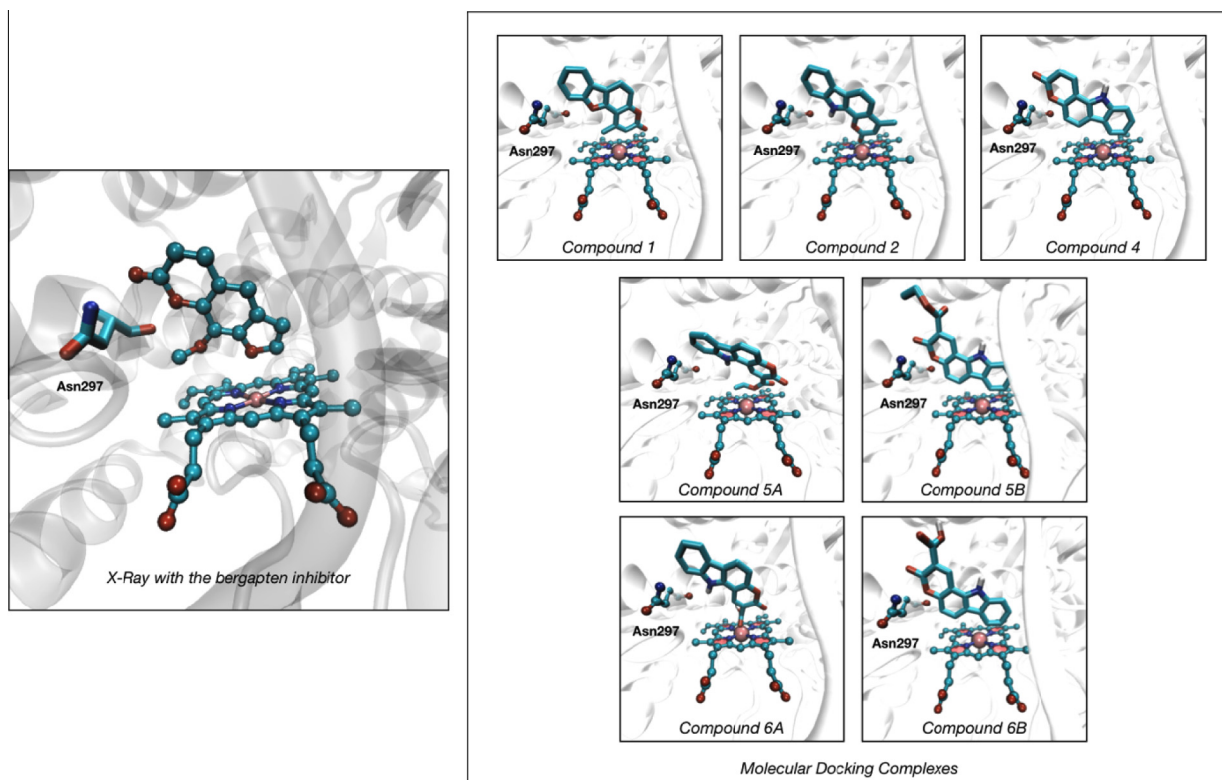 Asn297
X-Ray with the bergapten inhibitor
Asn297
Compound 1
Asn297
Compound 2
Asn297
Compound 4
Asn297
Compound 5A
Asn297
Compound 5B
Asn297
Compound 6A
Asn297
Compound 6B
Molecular Docking Complexes